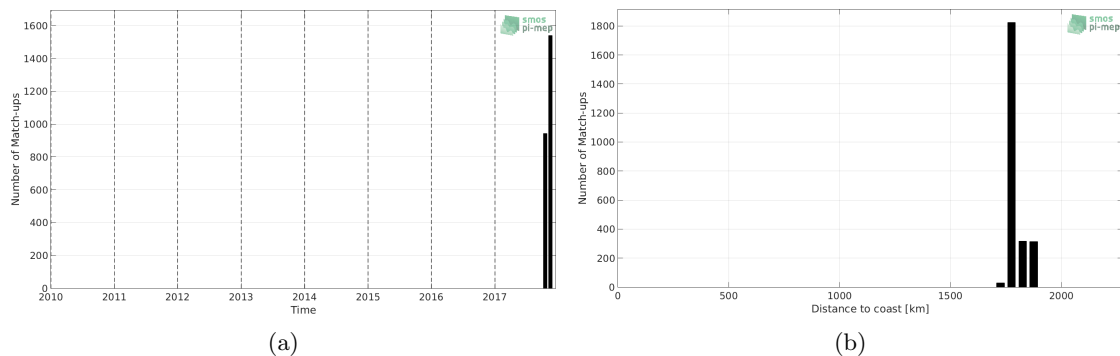 smos
pi-mep
1600
1400
1200
1000
800
600
400
200
0
Number of Match-ups
2010 2011 2012 2013 2014 2015 2016 2017
Time
(a)
smos
pi-mep
1800
1600
1400
1200
1000
800
600
400
200
0
Number of Match-ups
0 500 1000 1500 2000
Distance to coast [km]
(b)